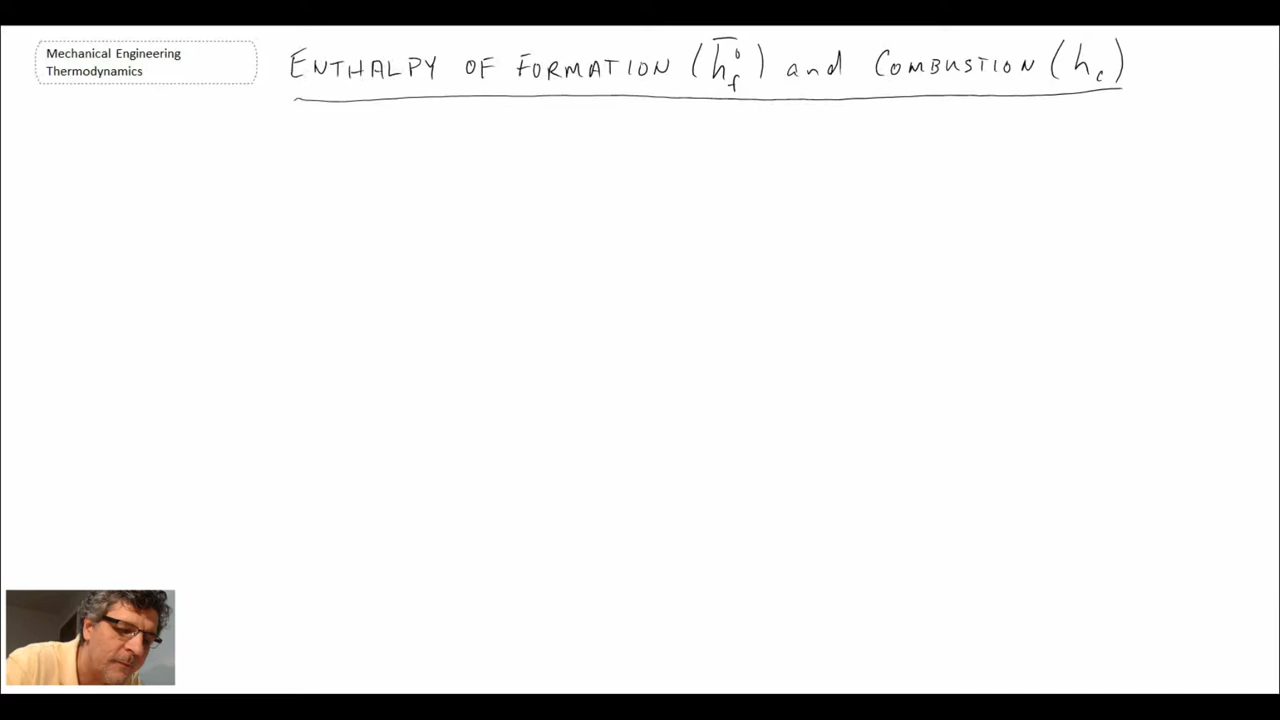 Mechanical Engineering
Thermodynamics
ENTHALPY OF FORMATION (h̄°f) and COMBUSTION (hc)